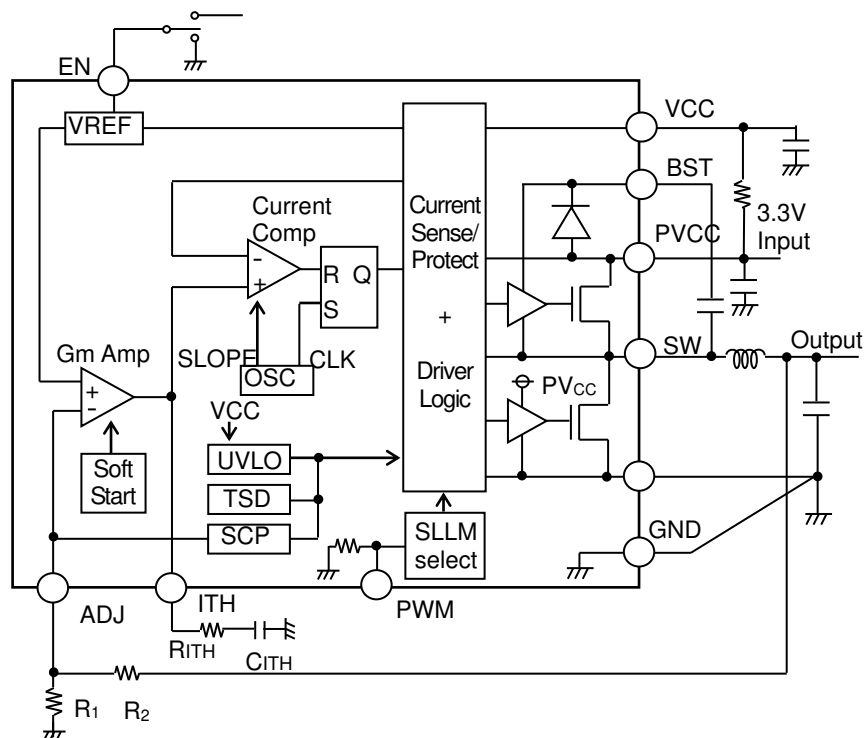 EN
VREF
VCC
BST
Current
Comp
Current
Sense/
Protect
+
Driver
Logic
3.3V
Input
PVCC
-
+
R Q
S
Gm Amp
SLOPE
CLK
OSC
SW
Output
+
-
VCC
PVCC
Soft
Start
UVLO
TSD
SCP
SLLM
select
GND
ADJ
ITH
PWM
RITH
CITH
R1
R2